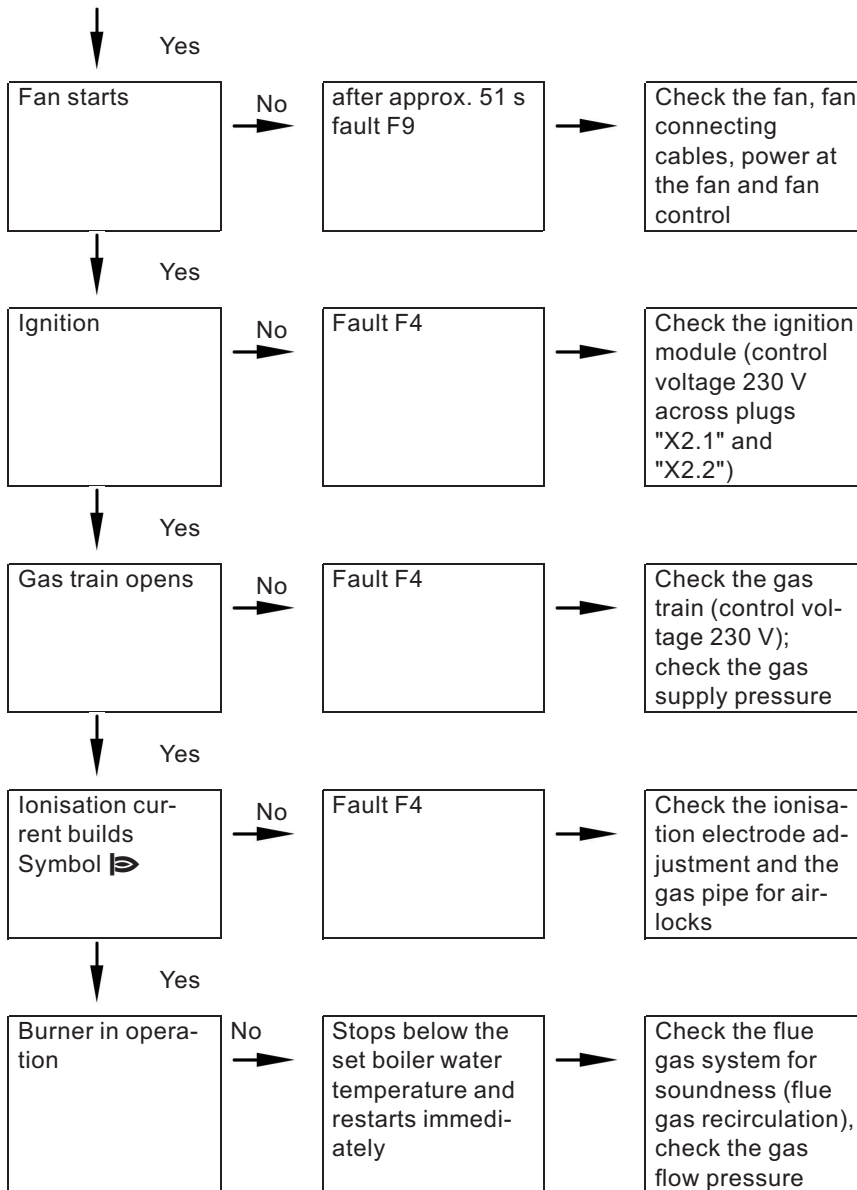 Yes
Fan starts
No
after approx. 51 s
fault F9
Check the fan, fan
connecting
cables, power at
the fan and fan
control
Yes
Ignition
No
Fault F4
Check the ignition
module (control
voltage 230 V
across plugs
"X2.1" and
"X2.2")
Yes
Gas train opens
No
Fault F4
Check the gas
train (control vol-
tage 230 V);
check the gas
supply pressure
Yes
Ionisation cur-
rent builds
Symbol
No
Fault F4
Check the ionisa-
tion electrode ad-
justment and the
gas pipe for air-
locks
Yes
Burner in opera-
tion
No
Stops below the
set boiler water
temperature and
restarts immedi-
ately
Check the flue
gas system for
soundness (flue
gas recirculation),
check the gas
flow pressure